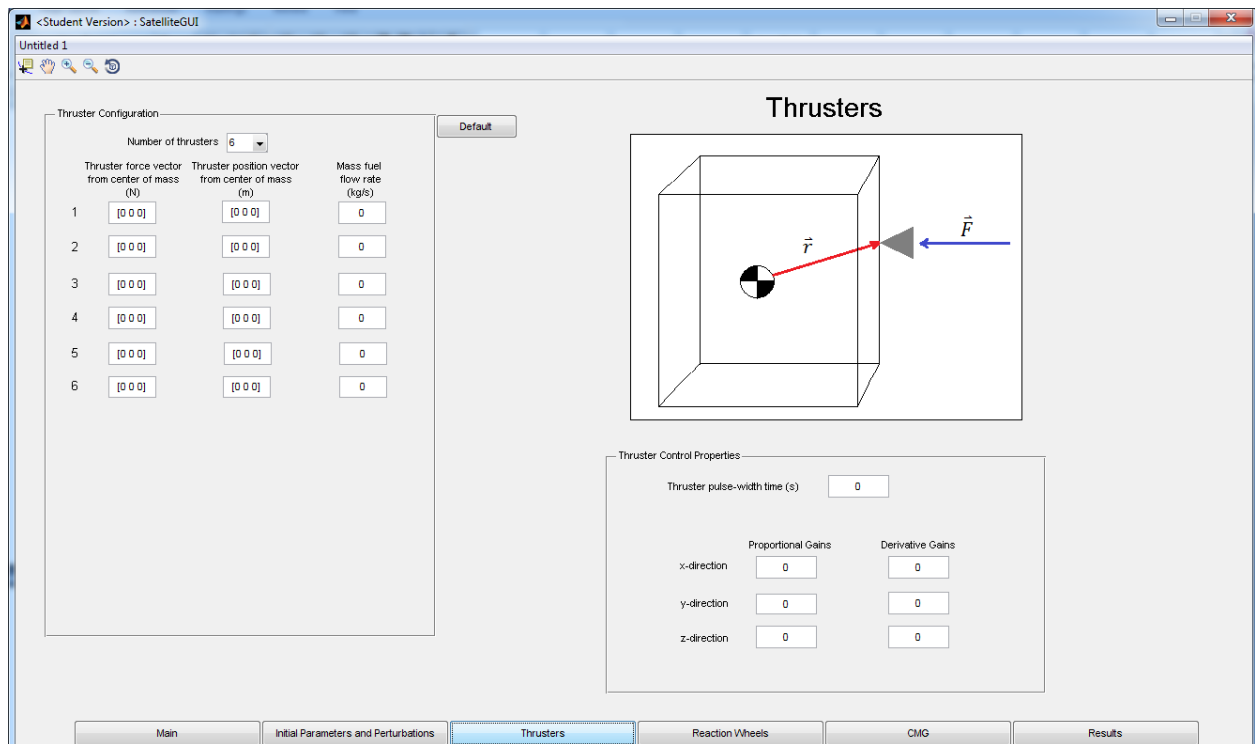 <Student Version> : SatelliteGUI
Untitled 1
Thruster Configuration
Number of thrusters 6
Default
Thruster force vector from center of mass (N)
Thruster position vector from center of mass (m)
Mass fuel flow rate (kg/s)
1 [0 0 0] [0 0 0] 0
2 [0 0 0] [0 0 0] 0
3 [0 0 0] [0 0 0] 0
4 [0 0 0] [0 0 0] 0
5 [0 0 0] [0 0 0] 0
6 [0 0 0] [0 0 0] 0
Thrusters
r⃗
F⃗
Thruster Control Properties
Thruster pulse-width time (s) 0
Proportional Gains Derivative Gains
x-direction 0 0
y-direction 0 0
z-direction 0 0
Main Initial Parameters and Perturbations Thrusters Reaction Wheels CMG Results